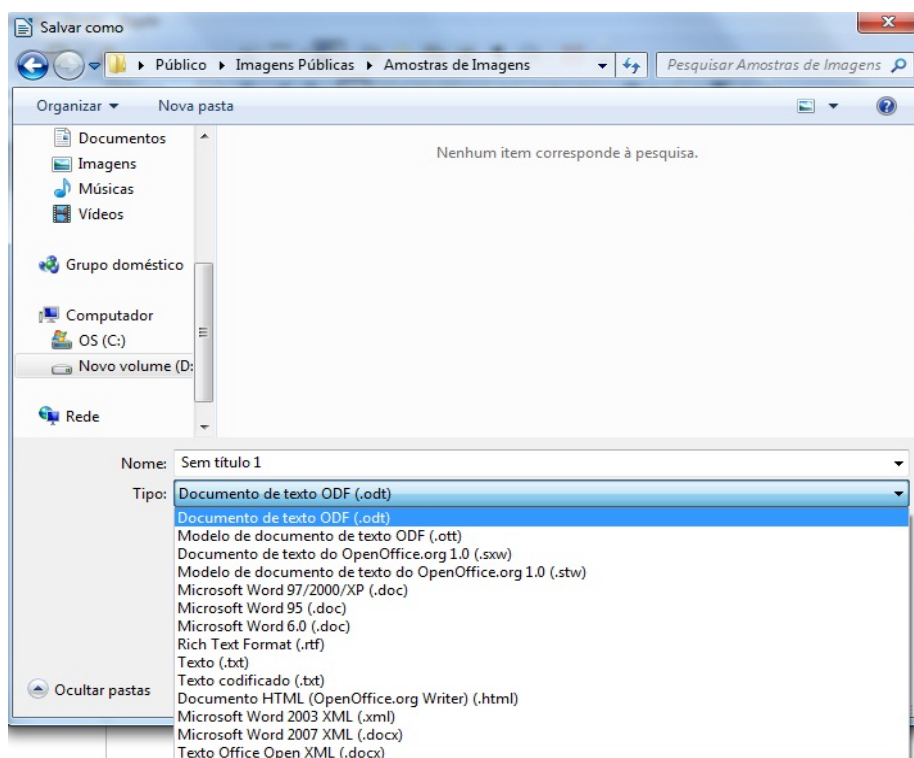 Salvar como
Público Imagens Públicas Amostras de Imagens Pesquisar Amostras de Imagens
Organizar Nova pasta
Documentos
Imagens
Músicas
Vídeos
Grupo doméstico
Computador
OS (C:)
Novo volume (D:
Rede
Nenhum item corresponde à pesquisa.
Nome: Sem título 1
Tipo: Documento de texto ODF (.odt)
Documento de texto ODF (.odt)
Modelo de documento de texto ODF (.ott)
Documento de texto do OpenOffice.org 1.0 (.sxw)
Modelo de documento de texto do OpenOffice.org 1.0 (.stw)
Microsoft Word 97/2000/XP (.doc)
Microsoft Word 95 (.doc)
Microsoft Word 6.0 (.doc)
Rich Text Format (.rtf)
Texto (.txt)
Texto codificado (.txt)
Documento HTML (OpenOffice.org Writer) (.html)
Microsoft Word 2003 XML (.xml)
Microsoft Word 2007 XML (.docx)
Texto Office Open XML (.docx)
Ocultar pastas